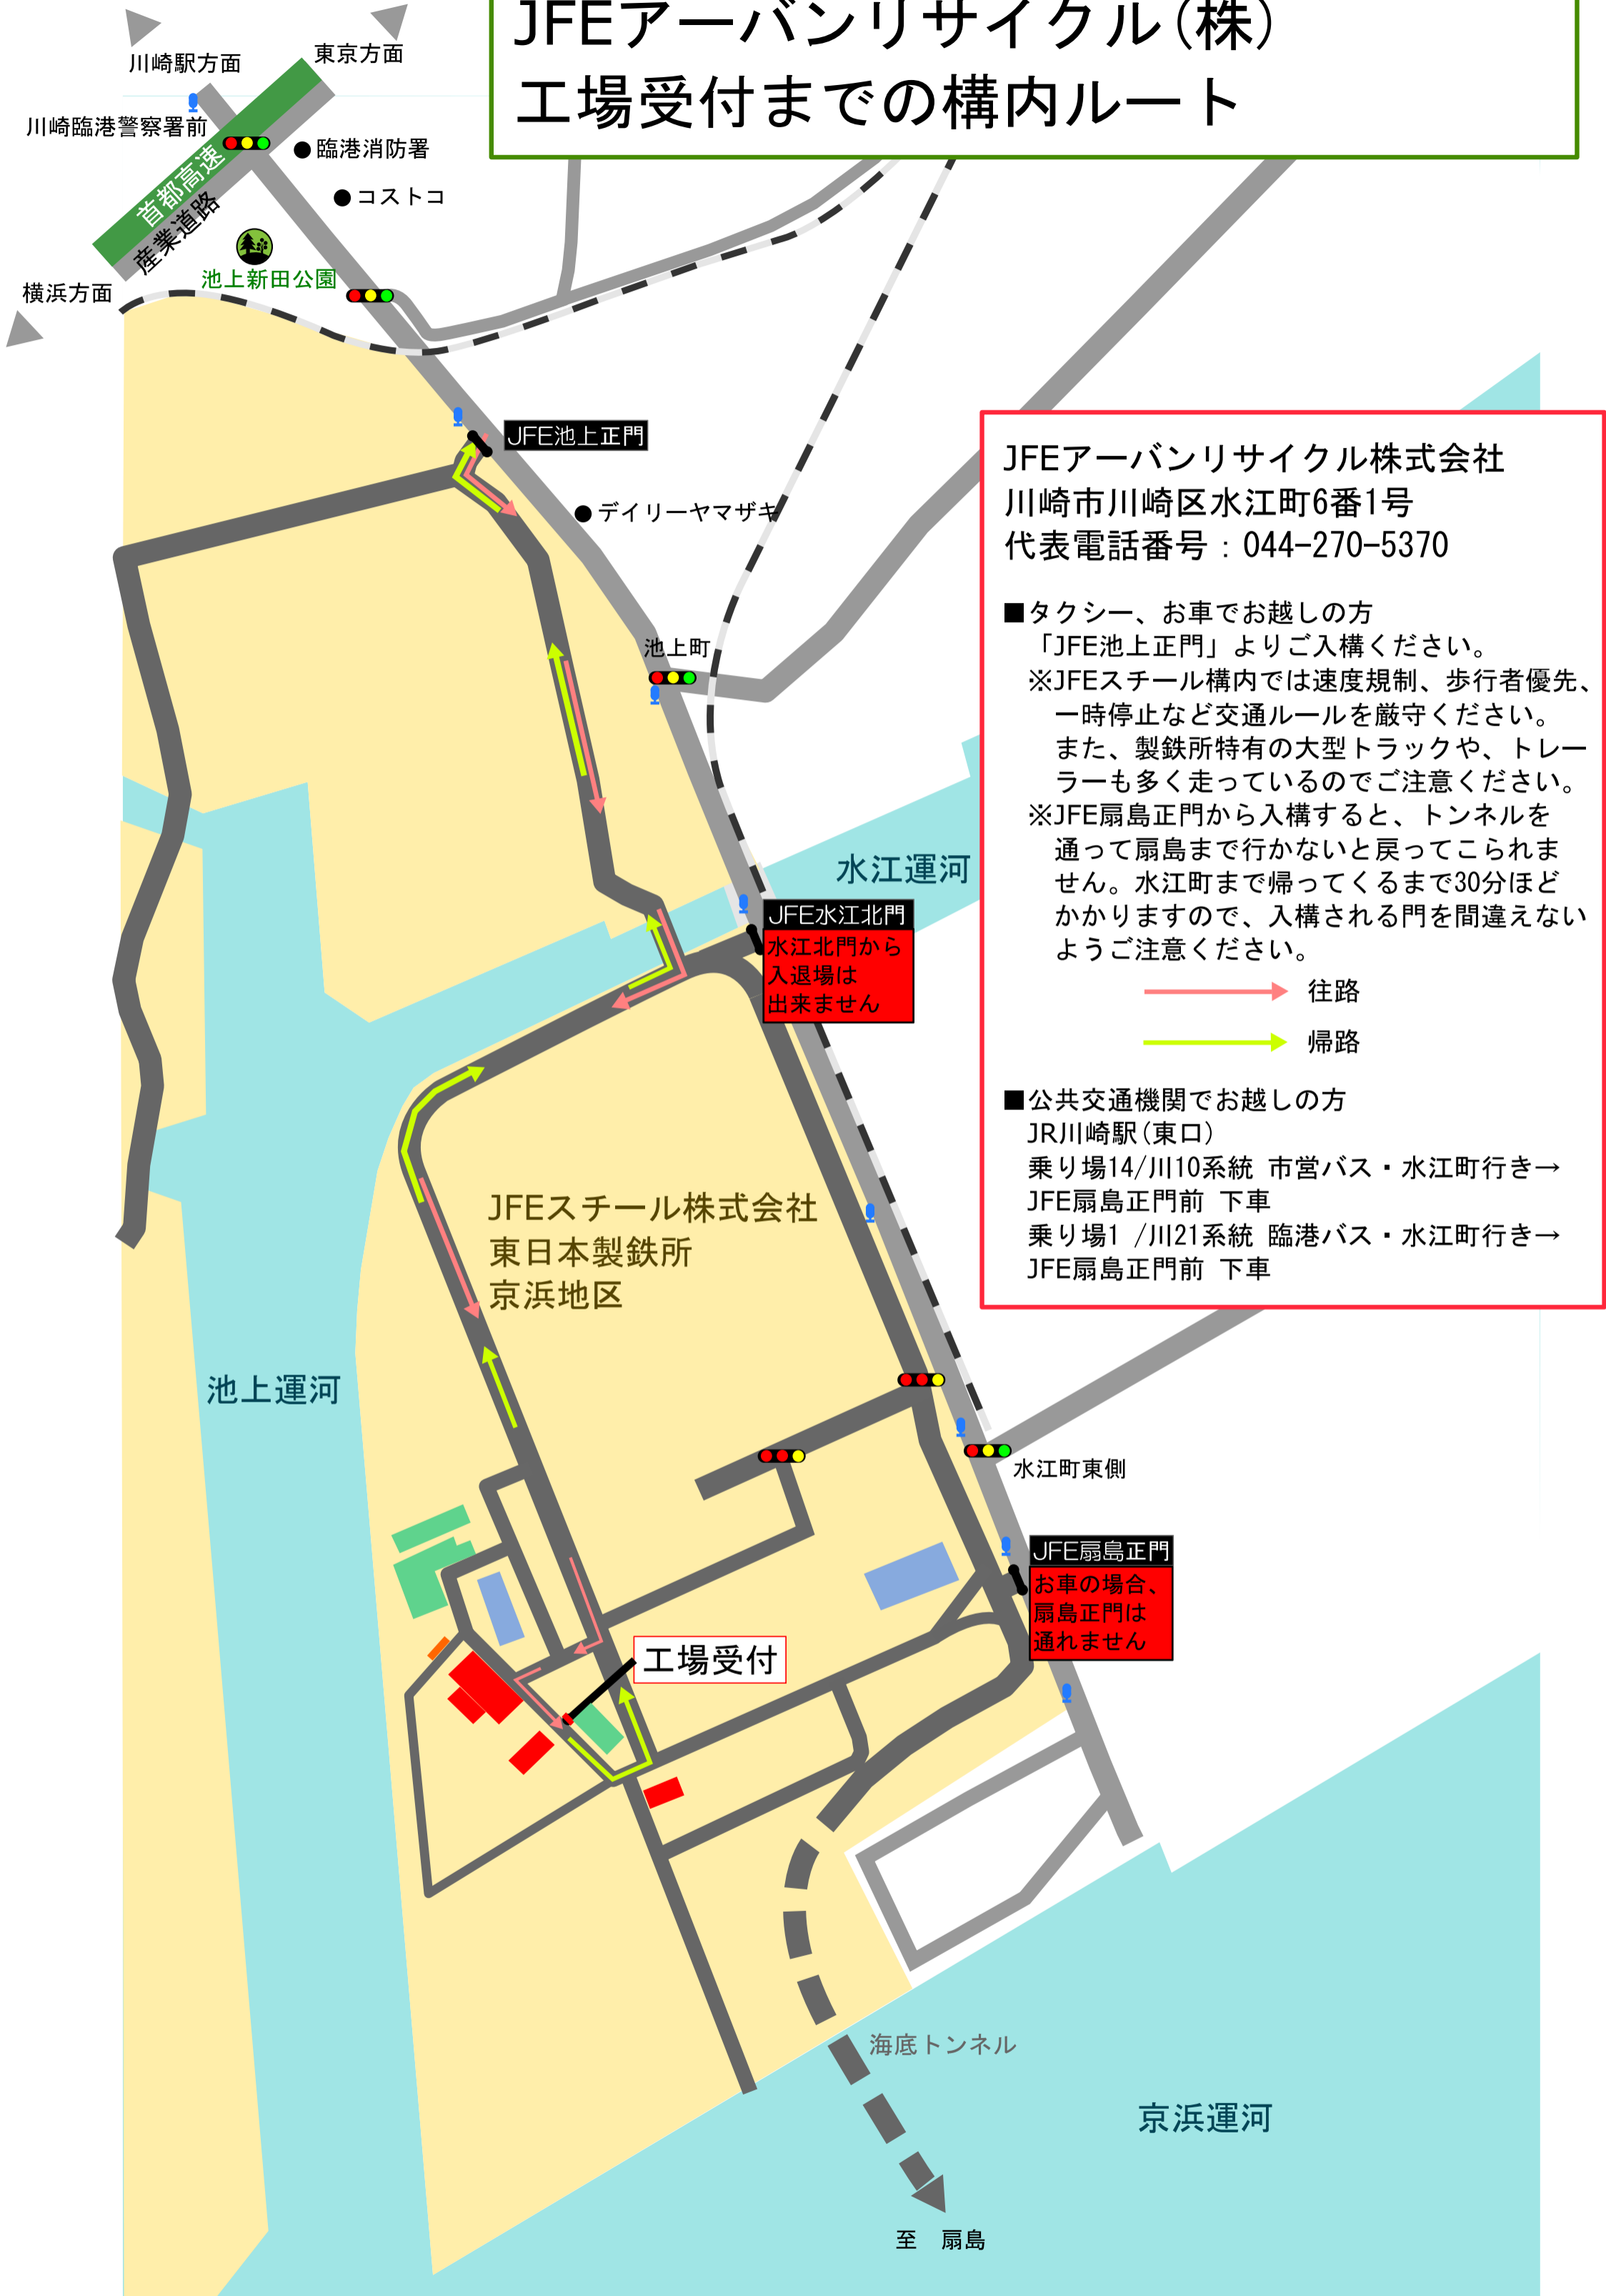 JFEアーバンリサイクル(株)
工場受付までの構内ルート
川崎駅方面
東京方面
川崎臨港警察署前
臨港消防署
首都高速
産業道路
コストコ
池上新田公園
横浜方面
JFE池上正門
デイリーヤマザキ
池上町
JFEアーバンリサイクル株式会社
川崎市川崎区水江町6番1号
代表電話番号：044-270-5370
■タクシー、お車でお越しの方
「JFE池上正門」よりご入構ください。
※JFEスチール構内では速度規制、歩行者優先、
一時停止など交通ルールを厳守ください。
また、製鉄所特有の大型トラックや、トレー
ラーも多く走っているのでご注意ください。
※JFE扇島正門から入構すると、トンネルを
通って扇島まで行かないと戻ってこられま
せん。水江町まで帰ってくるまで30分ほど
かかりますので、入構される門を間違えない
ようご注意ください。
往路
帰路
■公共交通機関でお越しの方
JR川崎駅(東口)
乗り場14/川10系統 市営バス・水江町行き→
JFE扇島正門前 下車
乗り場1 /川21系統 臨港バス・水江町行き→
JFE扇島正門前 下車
水江運河
JFE水江北門
水江北門から
入退場は
出来ません
JFEスチール株式会社
東日本製鉄所
京浜地区
池上運河
水江町東側
JFE扇島正門
お車の場合、
扇島正門は
通れません
工場受付
海底トンネル
京浜運河
至 扇島